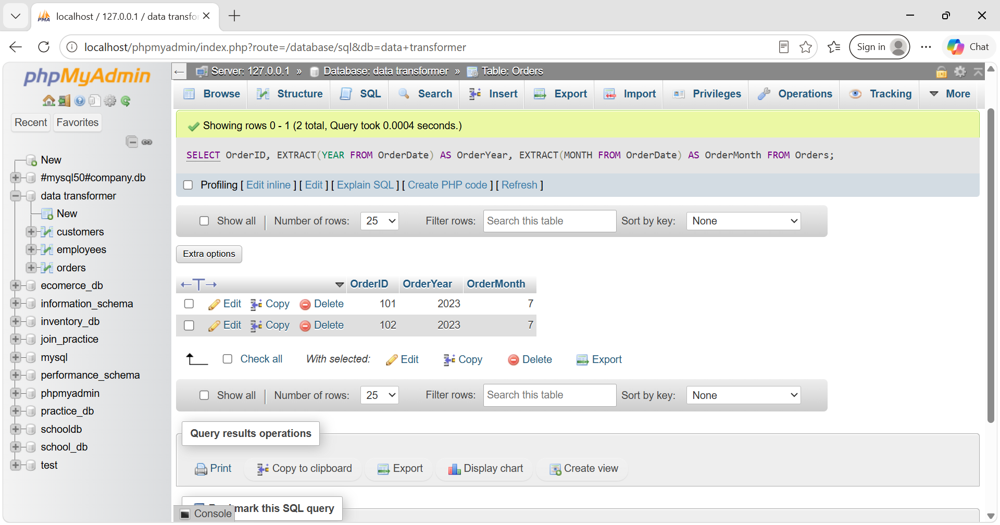 localhost / 127.0.0.1 / data transfo
localhost/phpmyadmin/index.php?route=/database/sql&db=data+transformer
Sign in
Chat
phpMyAdmin
Recent
Favorites
New
#mysql50#company.db
data transformer
New
customers
employees
orders
ecomerce_db
information_schema
inventory_db
join_practice
mysql
performance_schema
phpmyadmin
practice_db
schooldb
school_db
test
Server: 127.0.0.1 » Database: data transformer » Table: Orders
Browse Structure SQL Search Insert Export Import Privileges Operations Tracking More
Showing rows 0 - 1 (2 total, Query took 0.0004 seconds.)
SELECT OrderID, EXTRACT(YEAR FROM OrderDate) AS OrderYear, EXTRACT(MONTH FROM OrderDate) AS OrderMonth FROM Orders;
Profiling [ Edit inline ] [ Edit ] [ Explain SQL ] [ Create PHP code ] [ Refresh ]
Show all | Number of rows: 25 Filter rows: Search this table Sort by key: None
Extra options
OrderID OrderYear OrderMonth
Edit Copy Delete 101 2023 7
Edit Copy Delete 102 2023 7
Check all With selected: Edit Copy Delete Export
Show all | Number of rows: 25 Filter rows: Search this table Sort by key: None
Query results operations
Print Copy to clipboard Export Display chart Create view
mark this SQL query
Console